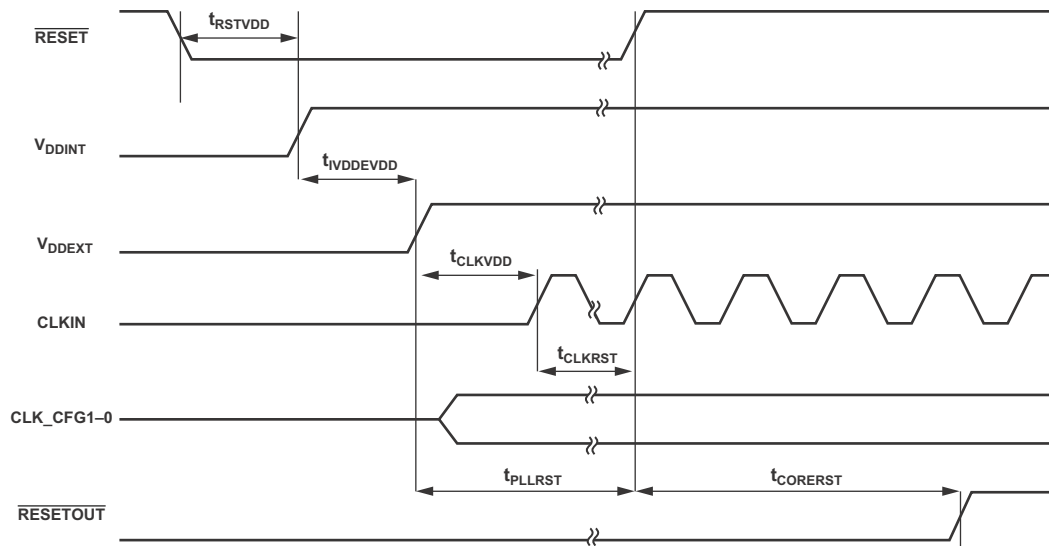 RESET
tRSTVDD
VDDINT
tIVDDEVDD
VDDEXT
tCLKVDD
CLKIN
tCLKRST
CLK_CFG1–0
tPLLRST
tCORERST
RESETOUT